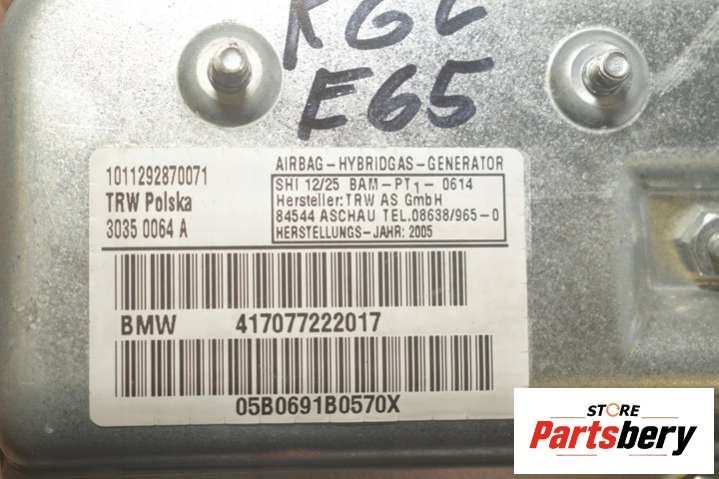 KGC
E65
1011292870071
TRW Polska
3035 0064 A
AIRBAG-HYBRIDGAS-GENERATOR
SHI 12/25 BAM-PT1- 0614
Hersteller:TRW AS GmbH
84544 ASCHAU TEL.08638/965-0
HERSTELLUNGS-JAHR: 2005
BMW 417077222017
05B0691B0570X
STORE
Partsbery